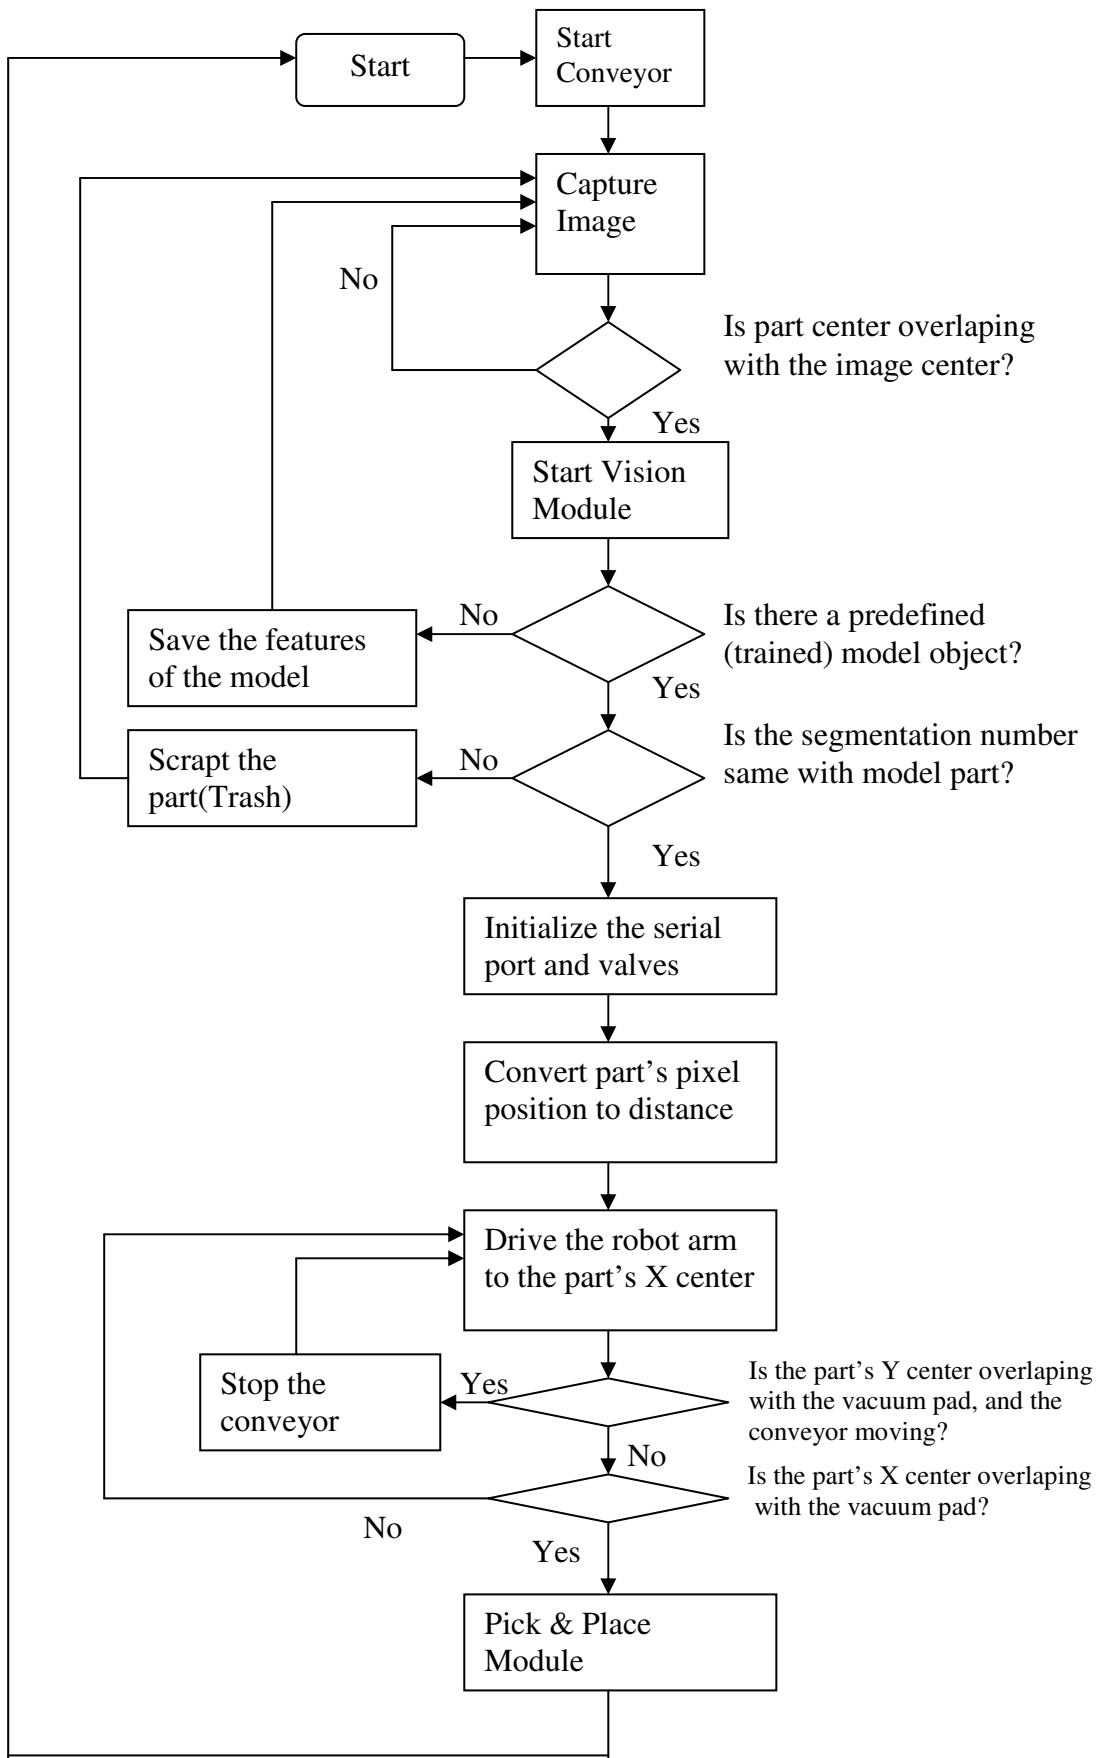 Start
Start
Conveyor
Capture
Image
No
Is part center overlaping
with the image center?
Yes
Start Vision
Module
No
Is there a predefined
(trained) model object?
Save the features
of the model
Yes
Is the segmentation number
same with model part?
No
Scrapt the
part(Trash)
Yes
Initialize the serial
port and valves
Convert part's pixel
position to distance
Drive the robot arm
to the part's X center
Is the part's Y center overlaping
with the vacuum pad, and the
conveyor moving?
Yes
Stop the
conveyor
No
Is the part's X center overlaping
with the vacuum pad?
No
Yes
Pick & Place
Module